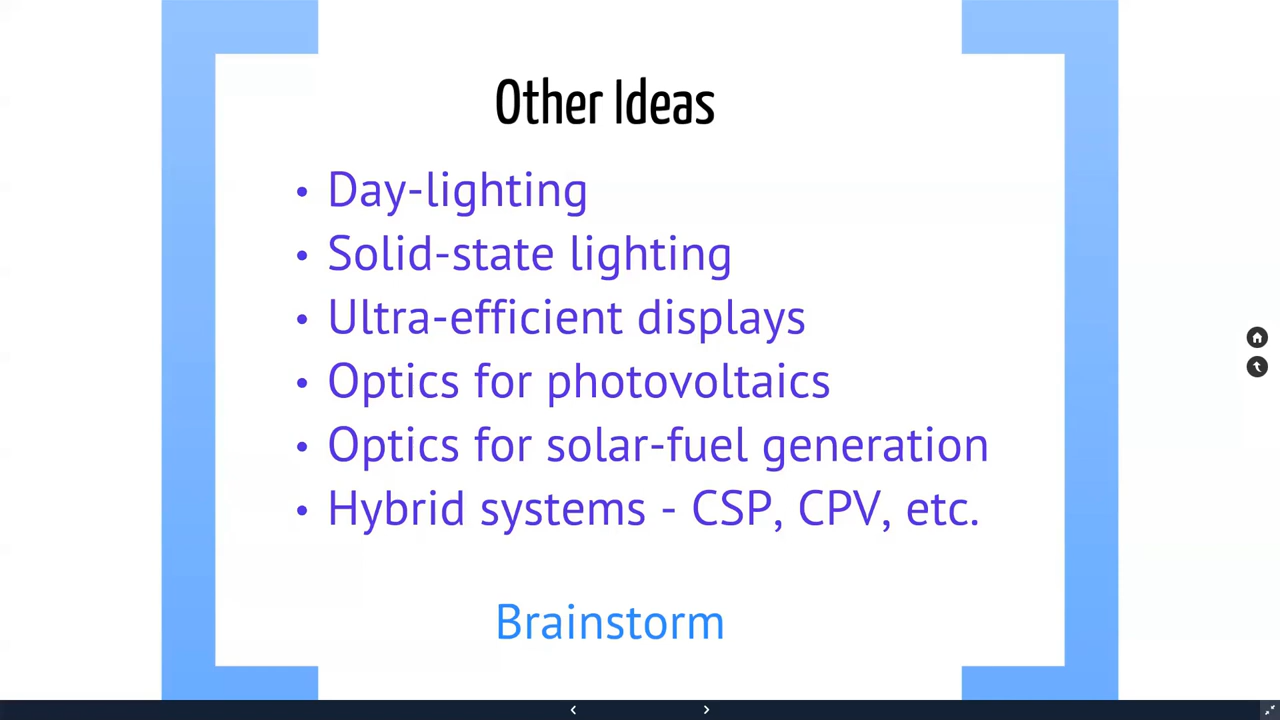 Other Ideas
• Day-lighting
• Solid-state lighting
• Ultra-efficient displays
• Optics for photovoltaics
• Optics for solar-fuel generation
• Hybrid systems - CSP, CPV, etc.
Brainstorm